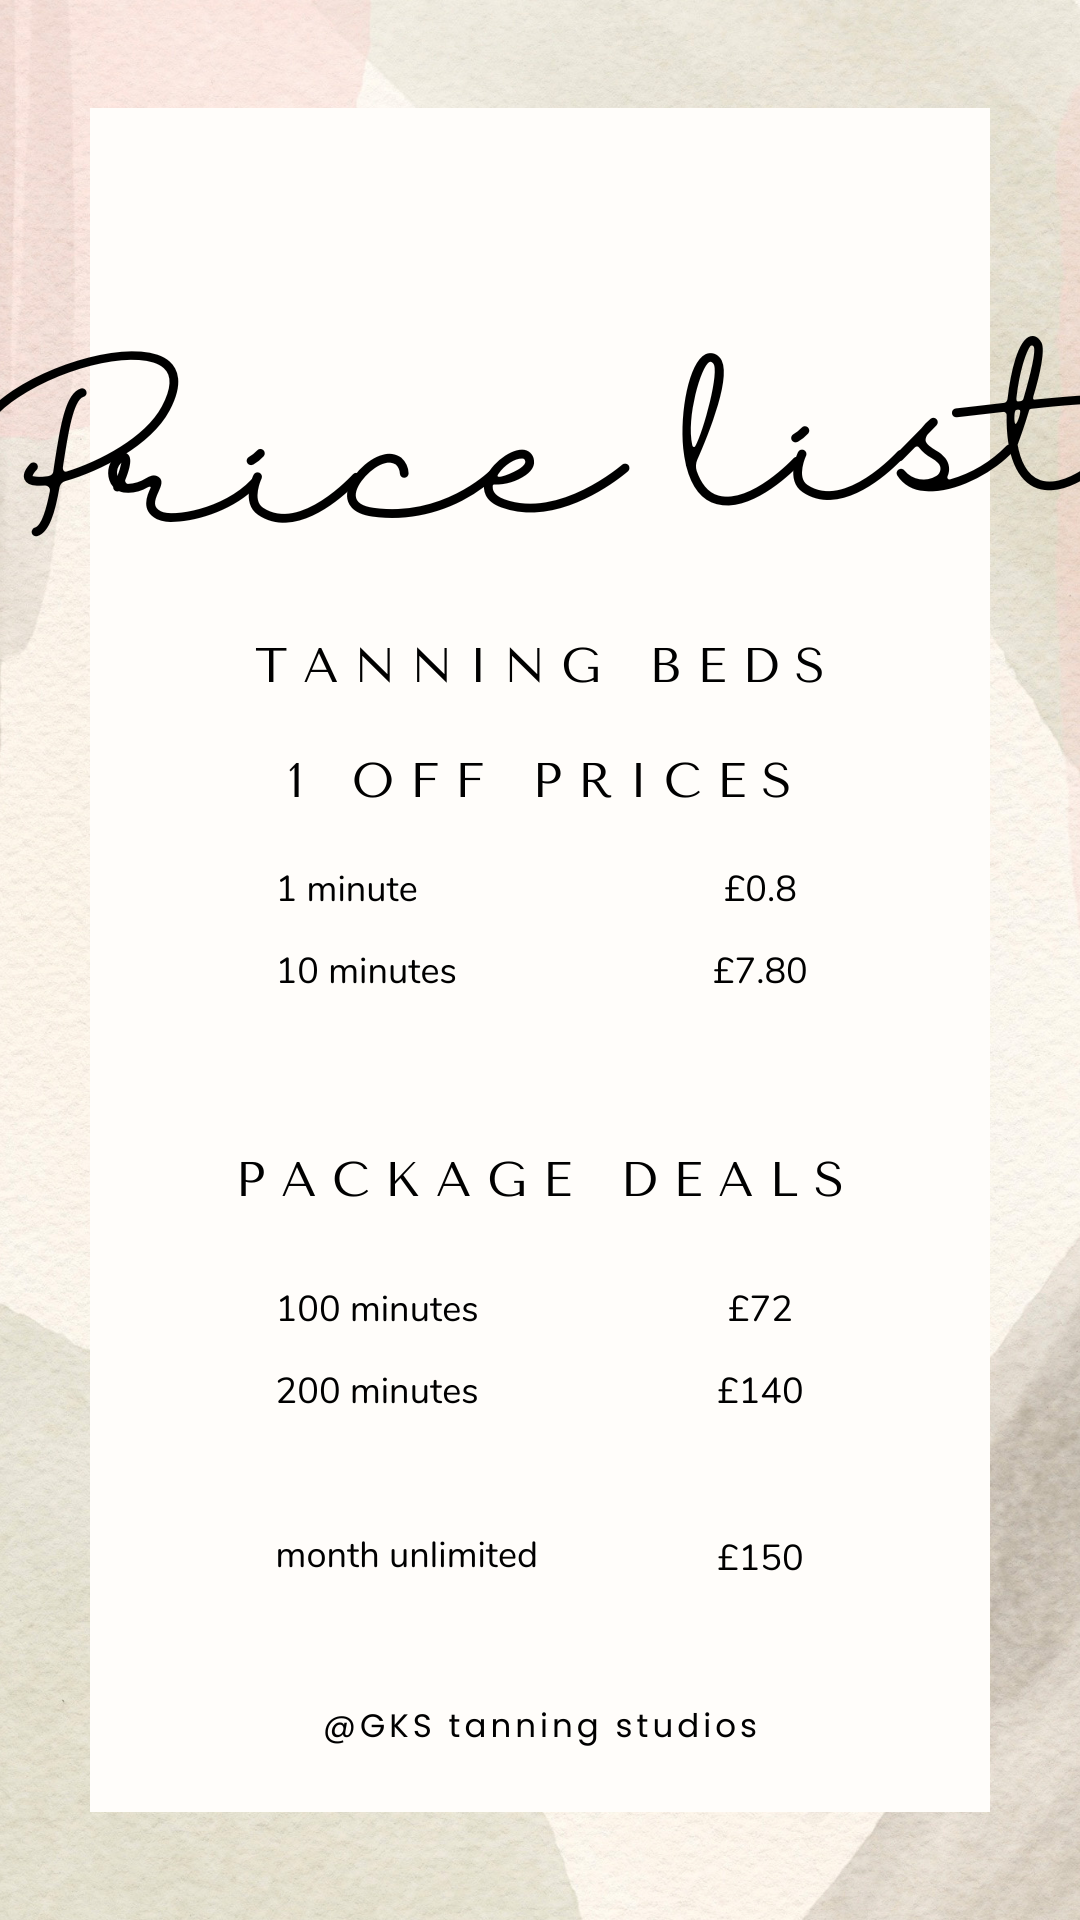 Price list
TANNING BEDS
1 OFF PRICES
1 minute £0.8
10 minutes £7.80
PACKAGE DEALS
100 minutes £72
200 minutes £140
month unlimited £150
@GKS tanning studios